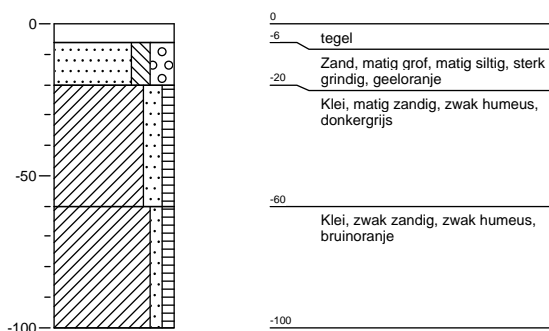 0
-50
-100
0
-6
tegel
Zand, matig grof, matig siltig, sterk
grindig, geeloranje
-20
Klei, matig zandig, zwak humeus,
donkergrijs
-60
Klei, zwak zandig, zwak humeus,
bruinoranje
-100